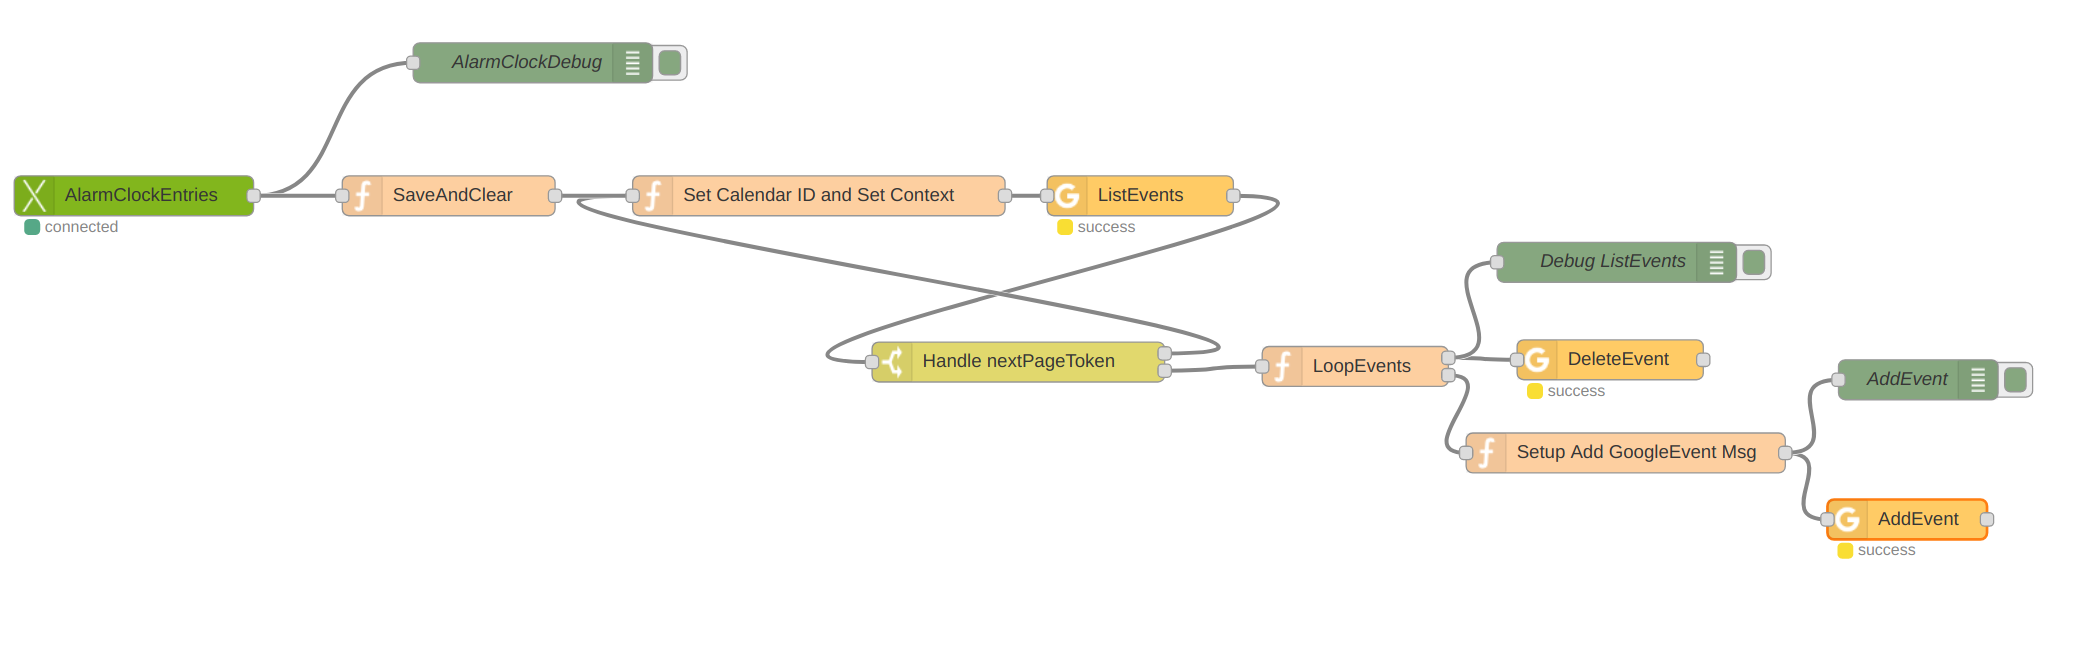 AlarmClockDebug
AlarmClockEntries
connected
SaveAndClear
Set Calendar ID and Set Context
ListEvents
success
Debug ListEvents
Handle nextPageToken
LoopEvents
DeleteEvent
success
AddEvent
Setup Add GoogleEvent Msg
AddEvent
success